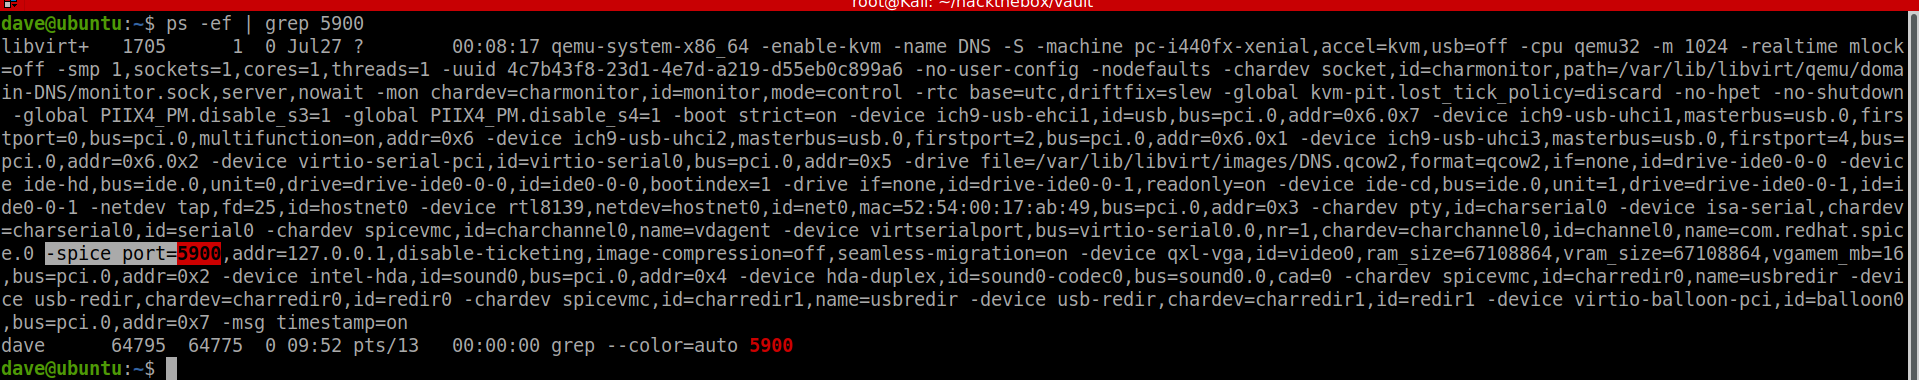 root@Kali: ~/hackthebox/vault
dave@ubuntu:~$ ps -ef | grep 5900
libvirt+   1705      1  0 Jul27 ?        00:08:17 qemu-system-x86_64 -enable-kvm -name DNS -S -machine pc-i440fx-xenial,accel=kvm,usb=off -cpu qemu32 -m 1024 -realtime mlock
=off -smp 1,sockets=1,cores=1,threads=1 -uuid 4c7b43f8-23d1-4e7d-a219-d55eb0c899a6 -no-user-config -nodefaults -chardev socket,id=charmonitor,path=/var/lib/libvirt/qemu/doma
in-DNS/monitor.sock,server,nowait -mon chardev=charmonitor,id=monitor,mode=control -rtc base=utc,driftfix=slew -global kvm-pit.lost_tick_policy=discard -no-hpet -no-shutdown
 -global PIIX4_PM.disable_s3=1 -global PIIX4_PM.disable_s4=1 -boot strict=on -device ich9-usb-ehci1,id=usb,bus=pci.0,addr=0x6.0x7 -device ich9-usb-uhci1,masterbus=usb.0,firs
tport=0,bus=pci.0,multifunction=on,addr=0x6 -device ich9-usb-uhci2,masterbus=usb.0,firstport=2,bus=pci.0,addr=0x6.0x1 -device ich9-usb-uhci3,masterbus=usb.0,firstport=4,bus=
pci.0,addr=0x6.0x2 -device virtio-serial-pci,id=virtio-serial0,bus=pci.0,addr=0x5 -drive file=/var/lib/libvirt/images/DNS.qcow2,format=qcow2,if=none,id=drive-ide0-0-0 -devic
e ide-hd,bus=ide.0,unit=0,drive=drive-ide0-0-0,id=ide0-0-0,bootindex=1 -drive if=none,id=drive-ide0-0-1,readonly=on -device ide-cd,bus=ide.0,unit=1,drive=drive-ide0-0-1,id=i
de0-0-1 -netdev tap,fd=25,id=hostnet0 -device rtl8139,netdev=hostnet0,id=net0,mac=52:54:00:17:ab:49,bus=pci.0,addr=0x3 -chardev pty,id=charserial0 -device isa-serial,chardev
=charserial0,id=serial0 -chardev spicevmc,id=charchannel0,name=vdagent -device virtserialport,bus=virtio-serial0.0,nr=1,chardev=charchannel0,id=channel0,name=com.redhat.spic
e.0 -spice port=5900,addr=127.0.0.1,disable-ticketing,image-compression=off,seamless-migration=on -device qxl-vga,id=video0,ram_size=67108864,vram_size=67108864,vgamem_mb=16
,bus=pci.0,addr=0x2 -device intel-hda,id=sound0,bus=pci.0,addr=0x4 -device hda-duplex,id=sound0-codec0,bus=sound0.0,cad=0 -chardev spicevmc,id=charredir0,name=usbredir -devi
ce usb-redir,chardev=charredir0,id=redir0 -chardev spicevmc,id=charredir1,name=usbredir -device usb-redir,chardev=charredir1,id=redir1 -device virtio-balloon-pci,id=balloon0
,bus=pci.0,addr=0x7 -msg timestamp=on
dave      64795  64775  0 09:52 pts/13   00:00:00 grep --color=auto 5900
dave@ubuntu:~$